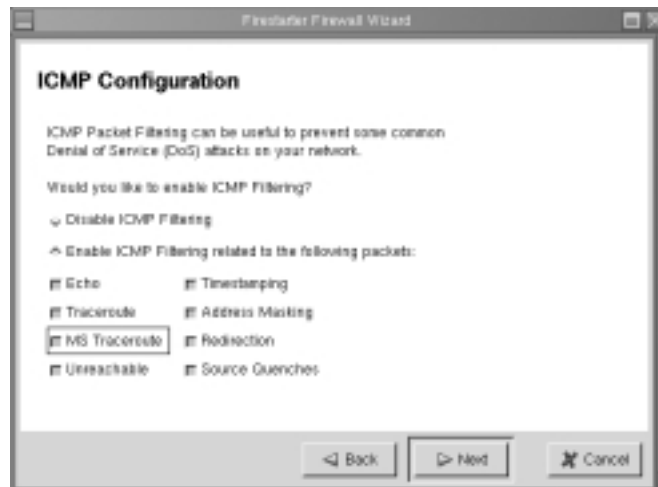 Firestarter Firewall Wizard
ICMP Configuration
ICMP Packet Filtering can be useful to prevent some common
Denial of Service (DoS) attacks on your network.
Would you like to enable ICMP Filtering?
Disable ICMP Filtering
Enable ICMP Filtering related to the following packets:
Echo Timestamping
Traceroute Address Masking
MS Traceroute Redirection
Unreachable Source Quenches
Back Next Cancel